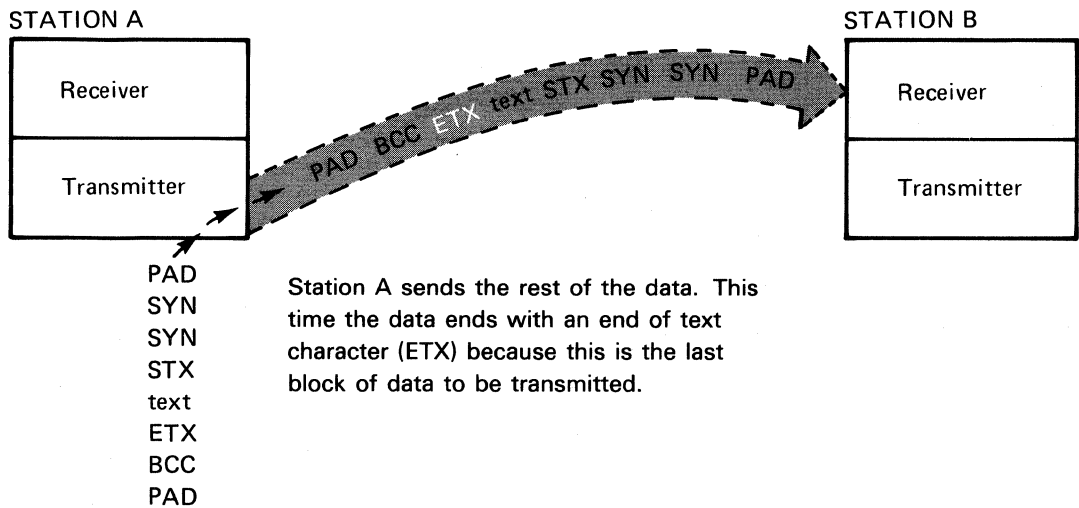 STATION A
STATION B
Receiver
Transmitter
PAD BCC ETX text STX SYN SYN PAD
Receiver
Transmitter
PAD
SYN
SYN
STX
text
ETX
BCC
PAD
Station A sends the rest of the data. This
time the data ends with an end of text
character (ETX) because this is the last
block of data to be transmitted.